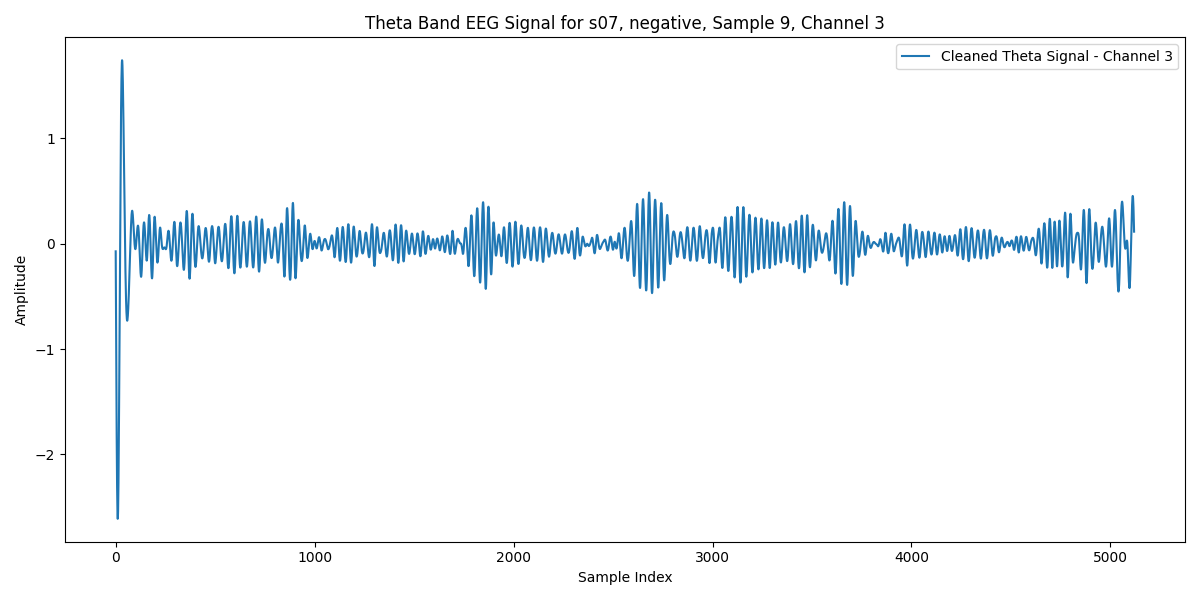 Theta Band EEG Signal for s07, negative, Sample 9, Channel 3
Cleaned Theta Signal - Channel 3
1
0
−1
−2
Amplitude
0 1000 2000 3000 4000 5000
Sample Index